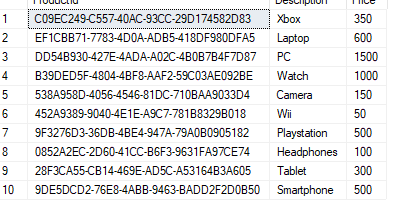 ProductId Description Price
1 C09EC249-C557-40AC-93CC-29D174582D83 Xbox 350
2 EF1CBB71-7783-4D0A-ADB5-418DF980DFA5 Laptop 600
3 DD54B930-427E-4ADA-A02C-4B0B7B4F7D87 PC 1500
4 B39DED5F-4804-4BF8-AAF2-59C03AE092BE Watch 1000
5 538A958D-4056-4546-81DC-710BAA9033D4 Camera 150
6 452A9389-9040-4E1E-A9C7-781B8329B018 Wii 50
7 9F3276D3-36DB-4BE4-947A-79A0B0905182 Playstation 500
8 0852A2EC-2D60-41CC-B6F3-9631FA97CE74 Headphones 100
9 28F3CA55-CB14-469E-AD5C-A53164B3A605 Tablet 300
10 9DE5DCD2-76E8-4ABB-9463-BADD2F2D0B50 Smartphone 500